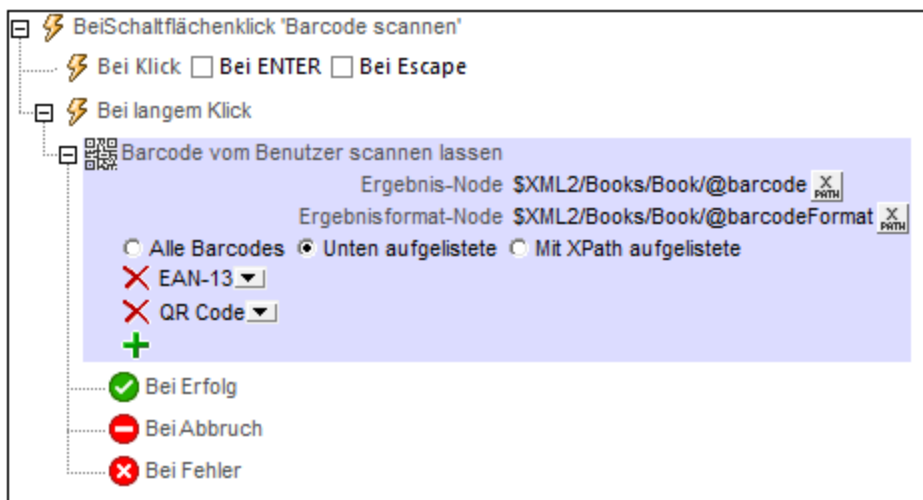 BeiSchaltflächenklick 'Barcode scannen'
Bei Klick Bei ENTER Bei Escape
Bei langem Klick
Barcode vom Benutzer scannen lassen
Ergebnis-Node $XML2/Books/Book/@barcode X PATH
Ergebnisformat-Node $XML2/Books/Book/@barcodeFormat X PATH
Alle Barcodes Unten aufgelistete Mit XPath aufgelistete
EAN-13
QR Code
Bei Erfolg
Bei Abbruch
Bei Fehler